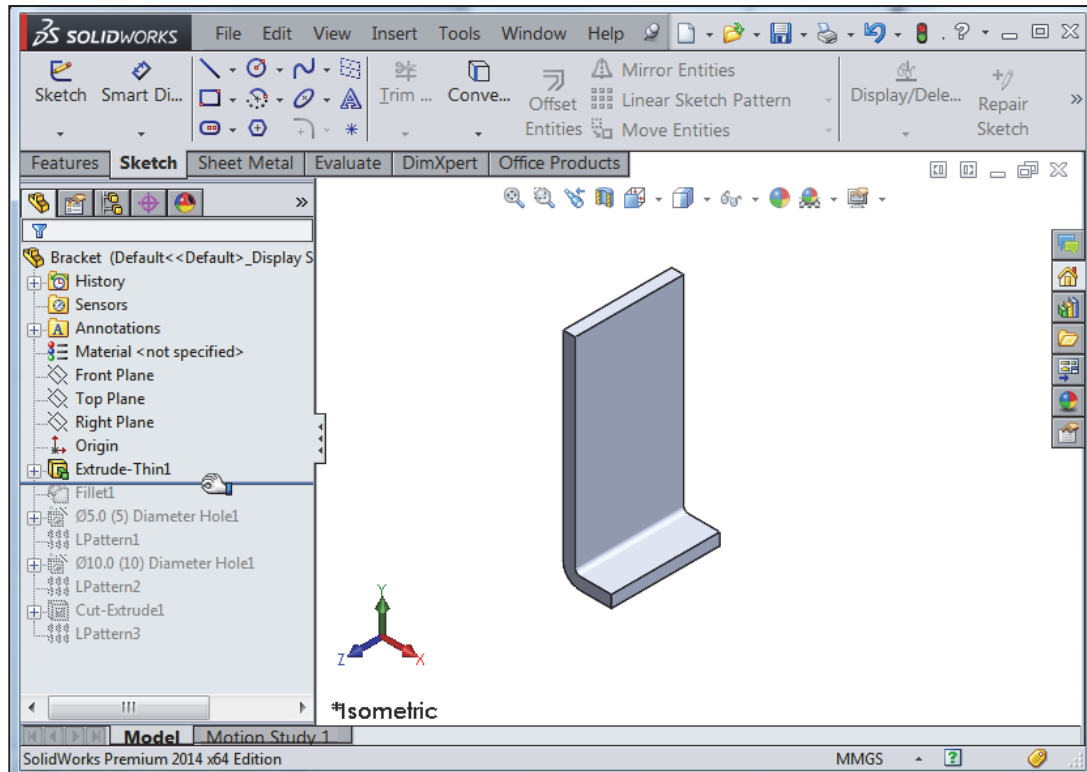 SOLIDWORKS File Edit View Insert Tools Window Help
Sketch Smart Di... Trim ... Conve... Offset Entities Mirror Entities Display/Dele... Repair Sketch
Linear Sketch Pattern
Move Entities
Features Sketch Sheet Metal Evaluate DimXpert Office Products
Bracket (Default<<Default>_Display S
History
Sensors
A Annotations
Material <not specified>
Front Plane
Top Plane
Right Plane
Origin
Extrude-Thin1
Fillet1
Ø5.0 (5) Diameter Hole1
LPattern1
Ø10.0 (10) Diameter Hole1
LPattern2
Cut-Extrude1
LPattern3
Y
Z X
*Isometric
Model Motion Study 1
SolidWorks Premium 2014 x64 Edition MMGS